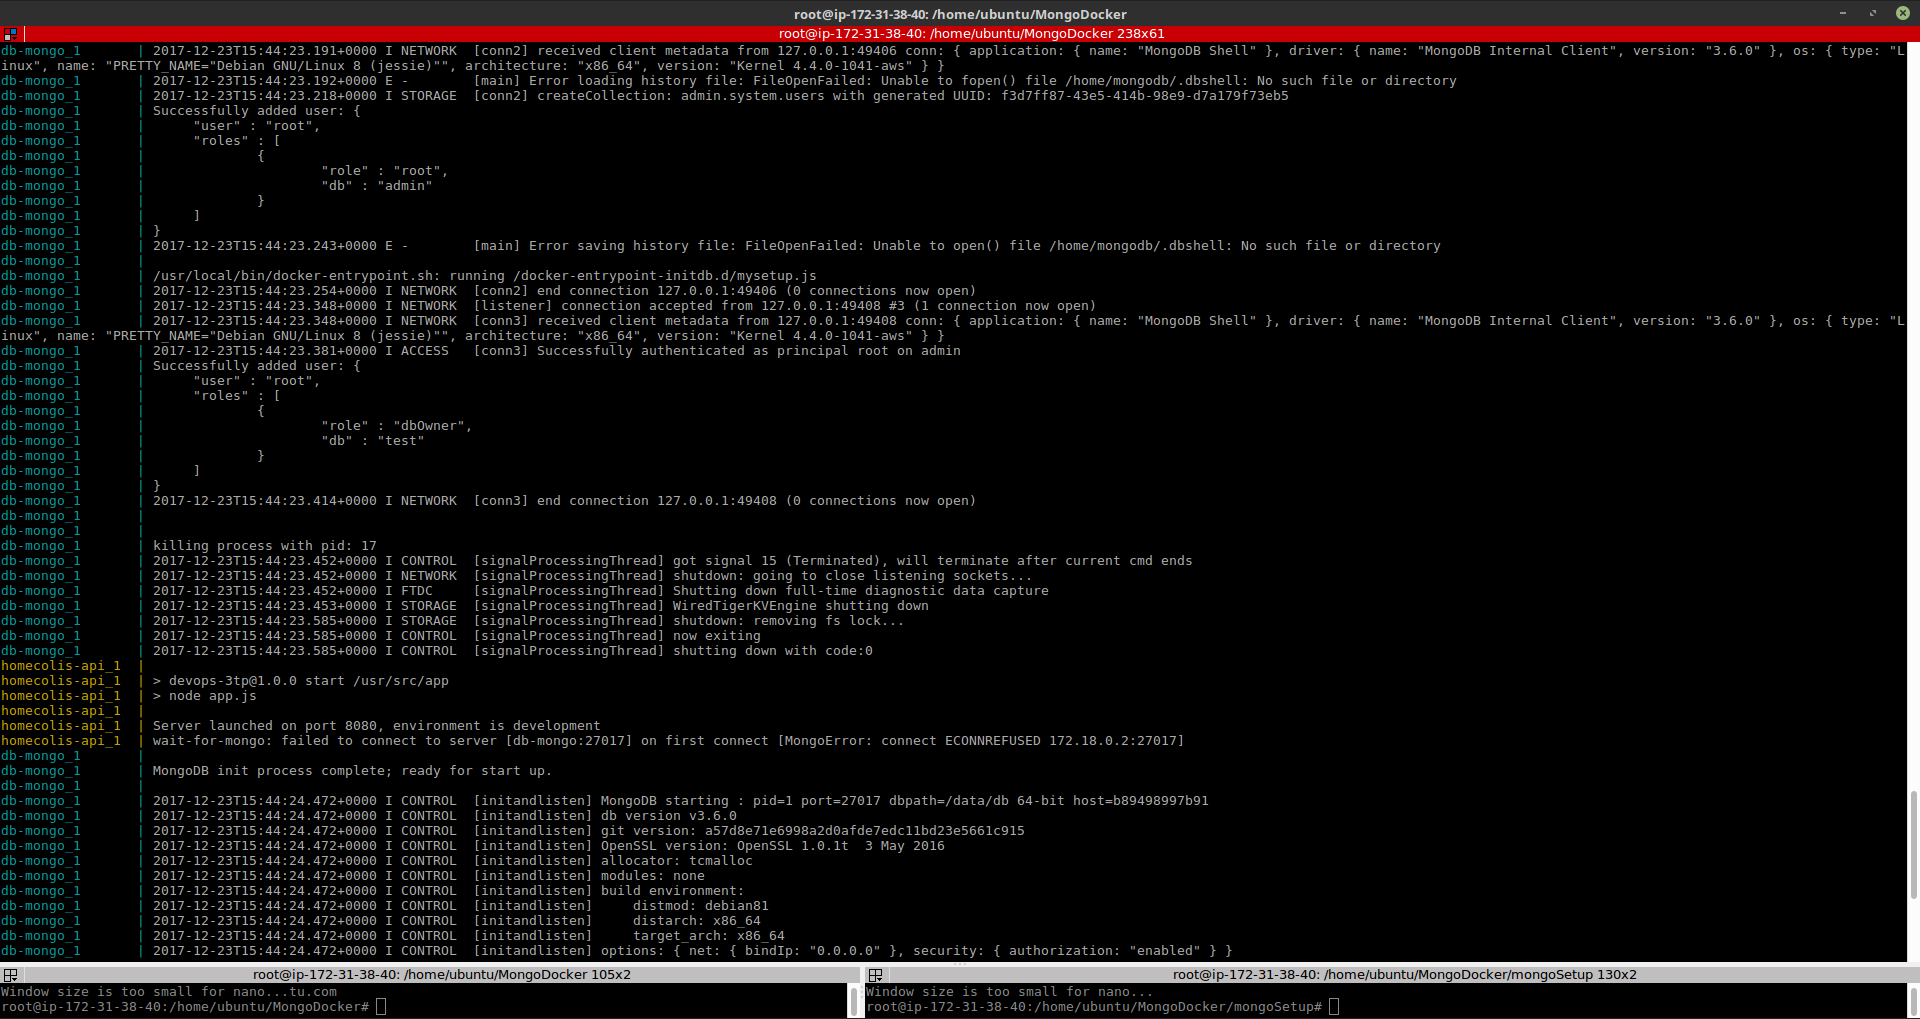 root@ip-172-31-38-40: /home/ubuntu/MongoDocker
root@ip-172-31-38-40: /home/ubuntu/MongoDocker 238x61
db-mongo_1       | 2017-12-23T15:44:23.191+0000 I NETWORK  [conn2] received client metadata from 127.0.0.1:49406 conn: { application: { name: "MongoDB Shell" }, driver: { name: "MongoDB Internal Client", version: "3.6.0" }, os: { type: "L
inux", name: "PRETTY_NAME="Debian GNU/Linux 8 (jessie)"", architecture: "x86_64", version: "Kernel 4.4.0-1041-aws" } }
db-mongo_1       | 2017-12-23T15:44:23.192+0000 E -        [main] Error loading history file: FileOpenFailed: Unable to fopen() file /home/mongodb/.dbshell: No such file or directory
db-mongo_1       | 2017-12-23T15:44:23.218+0000 I STORAGE  [conn2] createCollection: admin.system.users with generated UUID: f3d7ff87-43e5-414b-98e9-d7a179f73eb5
db-mongo_1       | Successfully added user: {
db-mongo_1       |      "user" : "root",
db-mongo_1       |      "roles" : [
db-mongo_1       |              {
db-mongo_1       |                      "role" : "root",
db-mongo_1       |                      "db" : "admin"
db-mongo_1       |              }
db-mongo_1       |      ]
db-mongo_1       | }
db-mongo_1       | 2017-12-23T15:44:23.243+0000 E -        [main] Error saving history file: FileOpenFailed: Unable to open() file /home/mongodb/.dbshell: No such file or directory
db-mongo_1       |
db-mongo_1       | /usr/local/bin/docker-entrypoint.sh: running /docker-entrypoint-initdb.d/mysetup.js
db-mongo_1       | 2017-12-23T15:44:23.254+0000 I NETWORK  [conn2] end connection 127.0.0.1:49406 (0 connections now open)
db-mongo_1       | 2017-12-23T15:44:23.348+0000 I NETWORK  [listener] connection accepted from 127.0.0.1:49408 #3 (1 connection now open)
db-mongo_1       | 2017-12-23T15:44:23.348+0000 I NETWORK  [conn3] received client metadata from 127.0.0.1:49408 conn: { application: { name: "MongoDB Shell" }, driver: { name: "MongoDB Internal Client", version: "3.6.0" }, os: { type: "L
inux", name: "PRETTY_NAME="Debian GNU/Linux 8 (jessie)"", architecture: "x86_64", version: "Kernel 4.4.0-1041-aws" } }
db-mongo_1       | 2017-12-23T15:44:23.381+0000 I ACCESS   [conn3] Successfully authenticated as principal root on admin
db-mongo_1       | Successfully added user: {
db-mongo_1       |      "user" : "root",
db-mongo_1       |      "roles" : [
db-mongo_1       |              {
db-mongo_1       |                      "role" : "dbOwner",
db-mongo_1       |                      "db" : "test"
db-mongo_1       |              }
db-mongo_1       |      ]
db-mongo_1       | }
db-mongo_1       | 2017-12-23T15:44:23.414+0000 I NETWORK  [conn3] end connection 127.0.0.1:49408 (0 connections now open)
db-mongo_1       |
db-mongo_1       |
db-mongo_1       | killing process with pid: 17
db-mongo_1       | 2017-12-23T15:44:23.452+0000 I CONTROL  [signalProcessingThread] got signal 15 (Terminated), will terminate after current cmd ends
db-mongo_1       | 2017-12-23T15:44:23.452+0000 I NETWORK  [signalProcessingThread] shutdown: going to close listening sockets...
db-mongo_1       | 2017-12-23T15:44:23.452+0000 I FTDC     [signalProcessingThread] Shutting down full-time diagnostic data capture
db-mongo_1       | 2017-12-23T15:44:23.453+0000 I STORAGE  [signalProcessingThread] WiredTigerKVEngine shutting down
db-mongo_1       | 2017-12-23T15:44:23.585+0000 I STORAGE  [signalProcessingThread] shutdown: removing fs lock...
db-mongo_1       | 2017-12-23T15:44:23.585+0000 I CONTROL  [signalProcessingThread] now exiting
db-mongo_1       | 2017-12-23T15:44:23.585+0000 I CONTROL  [signalProcessingThread] shutting down with code:0
homecolis-api_1  |
homecolis-api_1  | > devops-3tp@1.0.0 start /usr/src/app
homecolis-api_1  | > node app.js
homecolis-api_1  |
homecolis-api_1  | Server launched on port 8080, environment is development
homecolis-api_1  | wait-for-mongo: failed to connect to server [db-mongo:27017] on first connect [MongoError: connect ECONNREFUSED 172.18.0.2:27017]
db-mongo_1       |
db-mongo_1       | MongoDB init process complete; ready for start up.
db-mongo_1       |
db-mongo_1       | 2017-12-23T15:44:24.472+0000 I CONTROL  [initandlisten] MongoDB starting : pid=1 port=27017 dbpath=/data/db 64-bit host=b89498997b91
db-mongo_1       | 2017-12-23T15:44:24.472+0000 I CONTROL  [initandlisten] db version v3.6.0
db-mongo_1       | 2017-12-23T15:44:24.472+0000 I CONTROL  [initandlisten] git version: a57d8e71e6998a2d0afde7edc11bd23e5661c915
db-mongo_1       | 2017-12-23T15:44:24.472+0000 I CONTROL  [initandlisten] OpenSSL version: OpenSSL 1.0.1t  3 May 2016
db-mongo_1       | 2017-12-23T15:44:24.472+0000 I CONTROL  [initandlisten] allocator: tcmalloc
db-mongo_1       | 2017-12-23T15:44:24.472+0000 I CONTROL  [initandlisten] modules: none
db-mongo_1       | 2017-12-23T15:44:24.472+0000 I CONTROL  [initandlisten] build environment:
db-mongo_1       | 2017-12-23T15:44:24.472+0000 I CONTROL  [initandlisten]     distmod: debian81
db-mongo_1       | 2017-12-23T15:44:24.472+0000 I CONTROL  [initandlisten]     distarch: x86_64
db-mongo_1       | 2017-12-23T15:44:24.472+0000 I CONTROL  [initandlisten]     target_arch: x86_64
db-mongo_1       | 2017-12-23T15:44:24.472+0000 I CONTROL  [initandlisten] options: { net: { bindIp: "0.0.0.0" }, security: { authorization: "enabled" } }
root@ip-172-31-38-40: /home/ubuntu/MongoDocker 105x2
Window size is too small for nano...tu.com
root@ip-172-31-38-40:/home/ubuntu/MongoDocker#
root@ip-172-31-38-40: /home/ubuntu/MongoDocker/mongoSetup 130x2
Window size is too small for nano...
root@ip-172-31-38-40:/home/ubuntu/MongoDocker/mongoSetup#